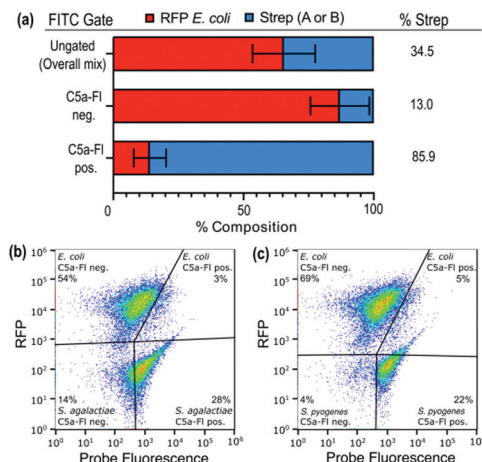 (a) FITC Gate RFP E. coli Strep (A or B) % Strep
Ungated
(Overall mix) 34.5
C5a-Fl
neg. 13.0
C5a-Fl
pos. 85.9
0 50 100
% Composition
(b)
10⁶ E. coli E. coli
C5a-Fl neg. C5a-Fl pos.
10⁵ 54% 3%
10⁴
RFP
10³
10²
10¹ 14% 28%
S. agalactiae S. agalactiae
10⁰ C5a-Fl neg. C5a-Fl pos.
10⁰ 10¹ 10² 10³ 10⁴ 10⁵ 10⁶
Probe Fluorescence
(c)
10⁶ E. coli E. coli
C5a-Fl neg. C5a-Fl pos.
10⁵ 69% 5%
10⁴
RFP
10³
10²
10¹ 4% 22%
S. pyogenes S. pyogenes
10⁰ C5a-Fl neg. C5a-Fl pos.
10⁰ 10¹ 10² 10³ 10⁴ 10⁵ 10
Probe Fluorescence